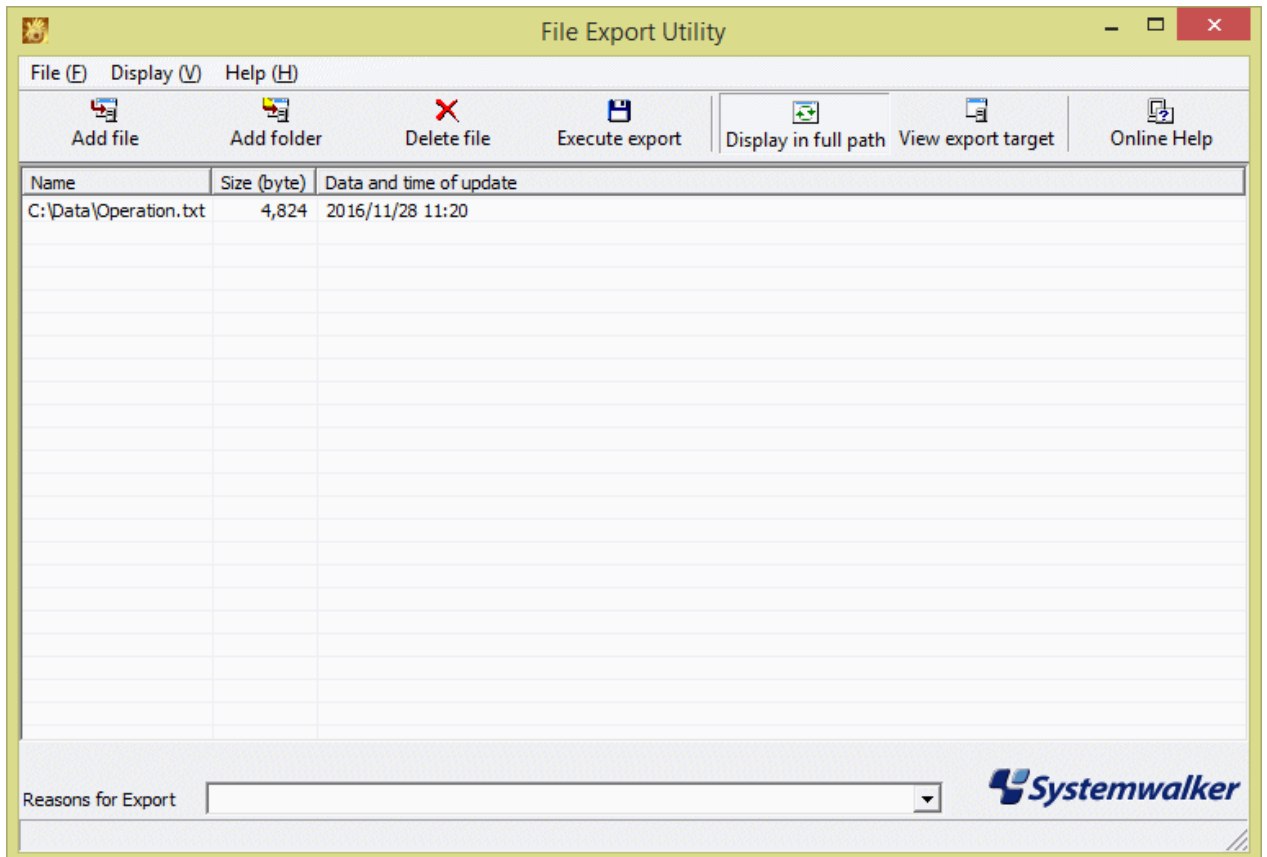 File Export Utility
File (F) Display (V) Help (H)
Add file Add folder Delete file Execute export Display in full path View export target Online Help
Name Size (byte) Data and time of update
C:\Data\Operation.txt 4,824 2016/11/28 11:20
Reasons for Export
Systemwalker